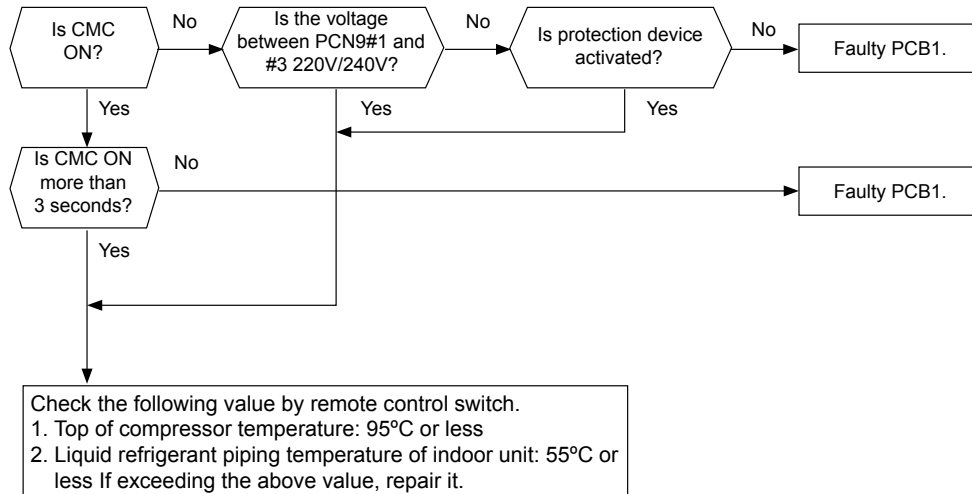 Is CMC
ON?
No
Is the voltage
between PCN9#1 and
#3 220V/240V?
No
Is protection device
activated?
No
Faulty PCB1.
Yes
Yes
Yes
Is CMC ON
more than
3 seconds?
No
Faulty PCB1.
Yes
Check the following value by remote control switch.
1. Top of compressor temperature: 95ºC or less
2. Liquid refrigerant piping temperature of indoor unit: 55ºC or
less If exceeding the above value, repair it.